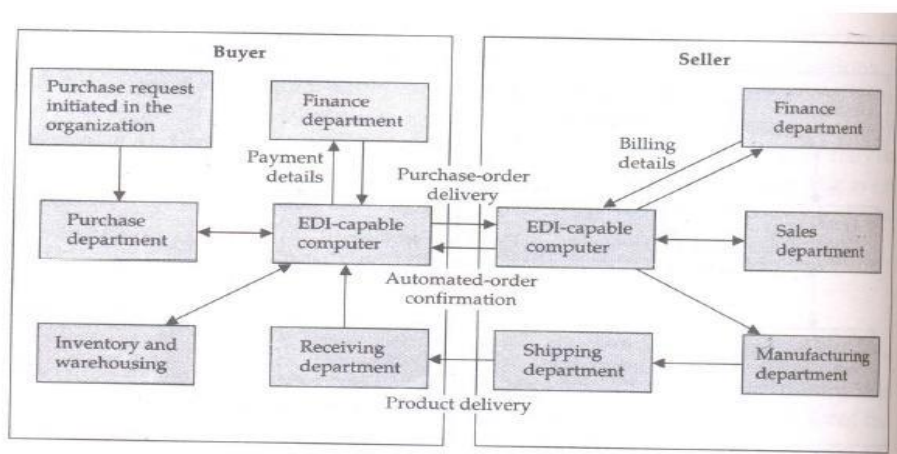 Buyer
Purchase request
initiated in the
organization
Finance
department
Payment
details
Purchase
department
EDI-capable
computer
Inventory and
warehousing
Receiving
department
Purchase-order
delivery
Automated-order
confirmation
Product delivery
Seller
Finance
department
Billing
details
EDI-capable
computer
Sales
department
Shipping
department
Manufacturing
department